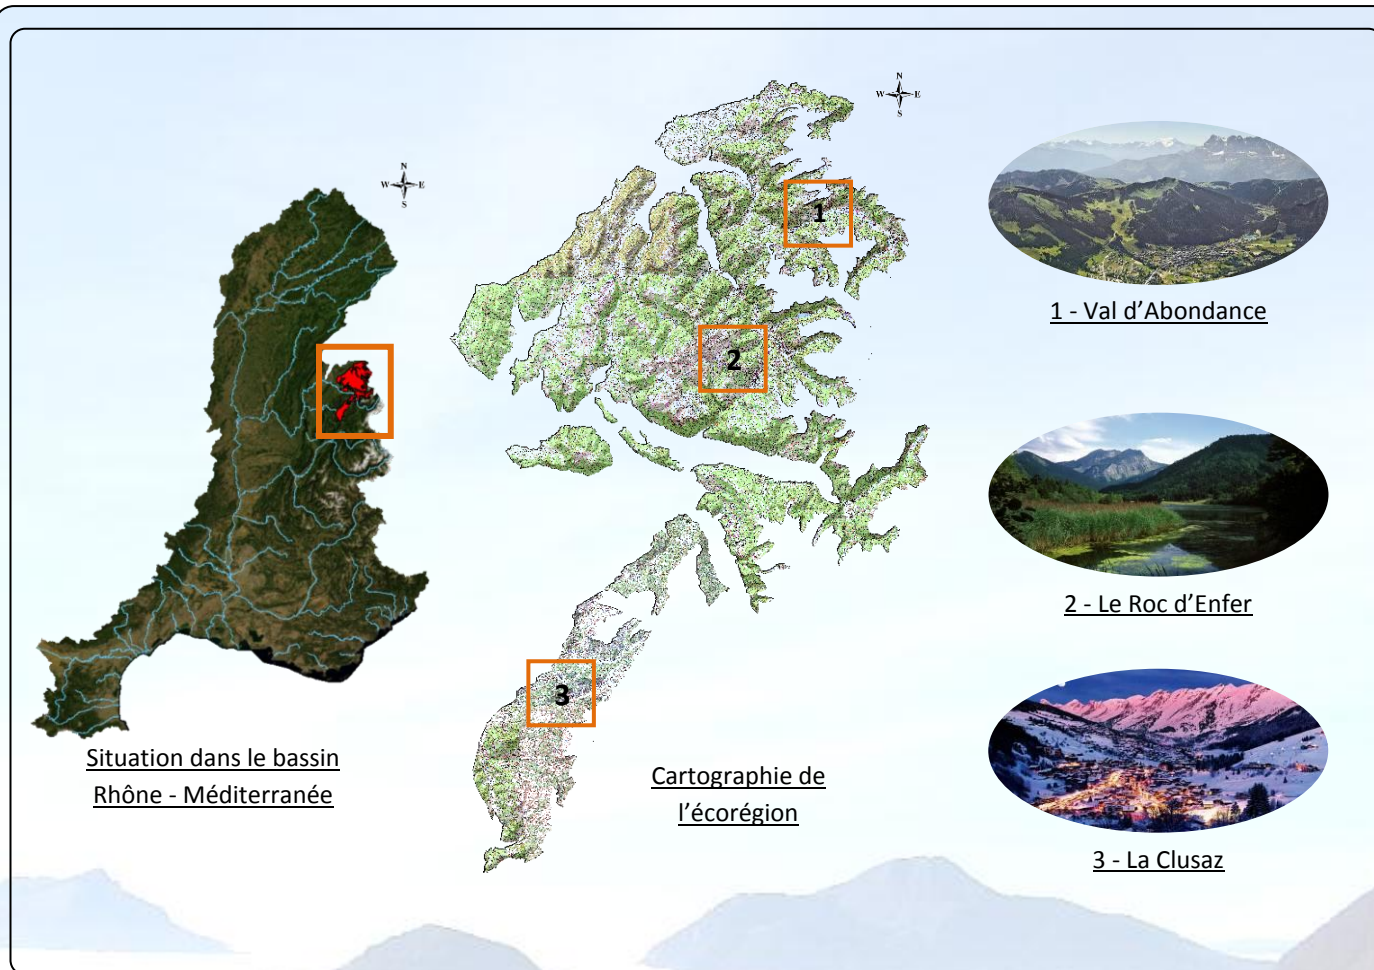 N
W E
S
N
W E
S
1
2
3
Situation dans le bassin
Rhône - Méditerranée
Cartographie de
l'écorégion
1 - Val d'Abondance
2 - Le Roc d'Enfer
3 - La Clusaz